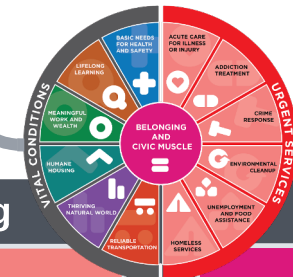 BASIC NEEDS
FOR HEALTH
AND SAFETY
LIFELONG
LEARNING
MEANINGFUL
WORK AND
WEALTH
HUMANE
HOUSING
THRIVING
NATURAL WORLD
RELIABLE
TRANSPORTATION
VITAL CONDITIONS
BELONGING
AND
CIVIC MUSCLE
ACUTE CARE
FOR ILLNESS
OR INJURY
ADDICTION
TREATMENT
CRIME
RESPONSE
ENVIRONMENTAL
CLEANUP
UNEMPLOYMENT
AND FOOD
ASSISTANCE
HOMELESS
SERVICES
URGENT SERVICES
g